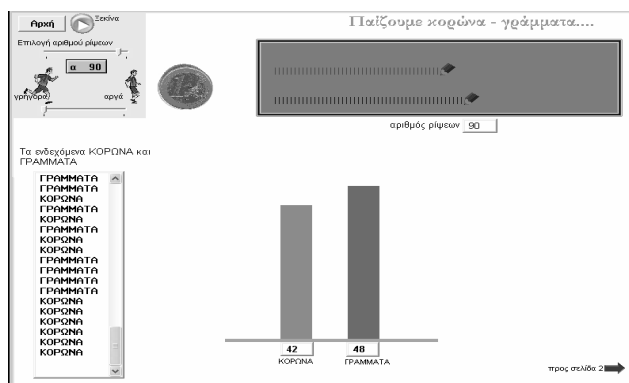 Αρχή
Ξεκίνα
Παίζουμε κορώνα - γράμματα....
Επιλογή αριθμού ρίψεων
α 90
γρήγορα
αργά
αριθμός ρίψεων 90
Τα ενδεχόμενα ΚΟΡΩΝΑ και
ΓΡΑΜΜΑΤΑ
ΓΡΑΜΜΑΤΑ
ΓΡΑΜΜΑΤΑ
ΚΟΡΩΝΑ
ΓΡΑΜΜΑΤΑ
ΚΟΡΩΝΑ
ΓΡΑΜΜΑΤΑ
ΚΟΡΩΝΑ
ΚΟΡΩΝΑ
ΓΡΑΜΜΑΤΑ
ΓΡΑΜΜΑΤΑ
ΓΡΑΜΜΑΤΑ
ΓΡΑΜΜΑΤΑ
ΚΟΡΩΝΑ
ΚΟΡΩΝΑ
ΚΟΡΩΝΑ
ΚΟΡΩΝΑ
ΚΟΡΩΝΑ
ΚΟΡΩΝΑ
42
48
ΚΟΡΩΝΑ
ΓΡΑΜΜΑΤΑ
προς σελίδα 2